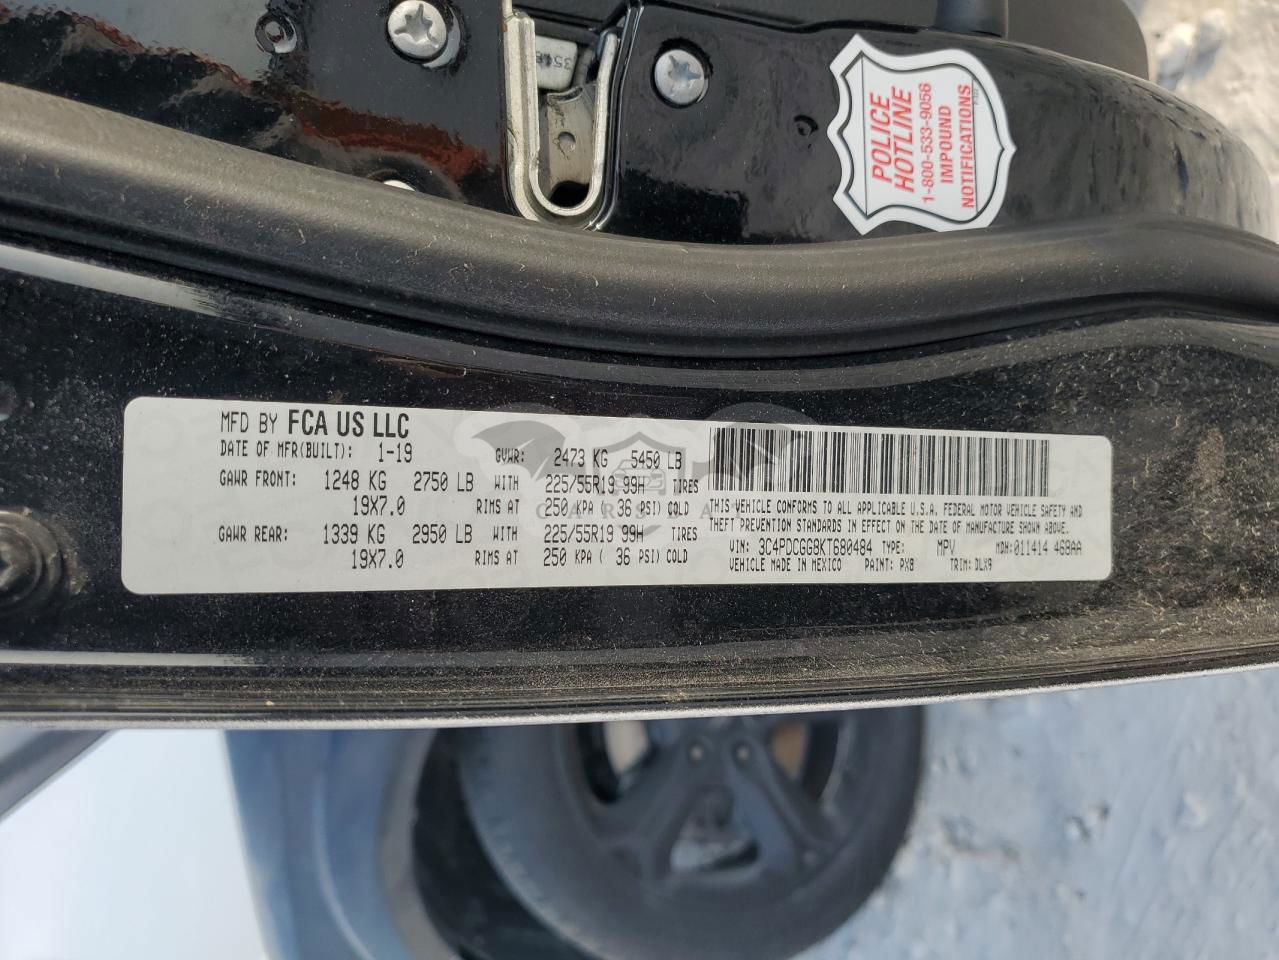 POLICE
HOTLINE
1-800-533-9056
IMPOUND
NOTIFICATIONS
MFD BY FCA US LLC
DATE OF MFR(BUILT): 1-19 GVWR: 2473 KG 5450 LB
GAWR FRONT: 1248 KG 2750 LB WITH 225/55R19 99H TIRES
19X7.0 RIMS AT 250 KPA ( 36 PSI) COLD
GAWR REAR: 1339 KG 2950 LB WITH 225/55R19 99H TIRES
19X7.0 RIMS AT 250 KPA ( 36 PSI) COLD
THIS VEHICLE CONFORMS TO ALL APPLICABLE U.S.A. FEDERAL MOTOR VEHICLE SAFETY AND
THEFT PREVENTION STANDARDS IN EFFECT ON THE DATE OF MANUFACTURE SHOWN ABOVE.
VIN: 3C4PDCGG8KT680484 TYPE: MPV MDH:011414 468AA
VEHICLE MADE IN MEXICO PAINT: PX8 TRIM: DLX9